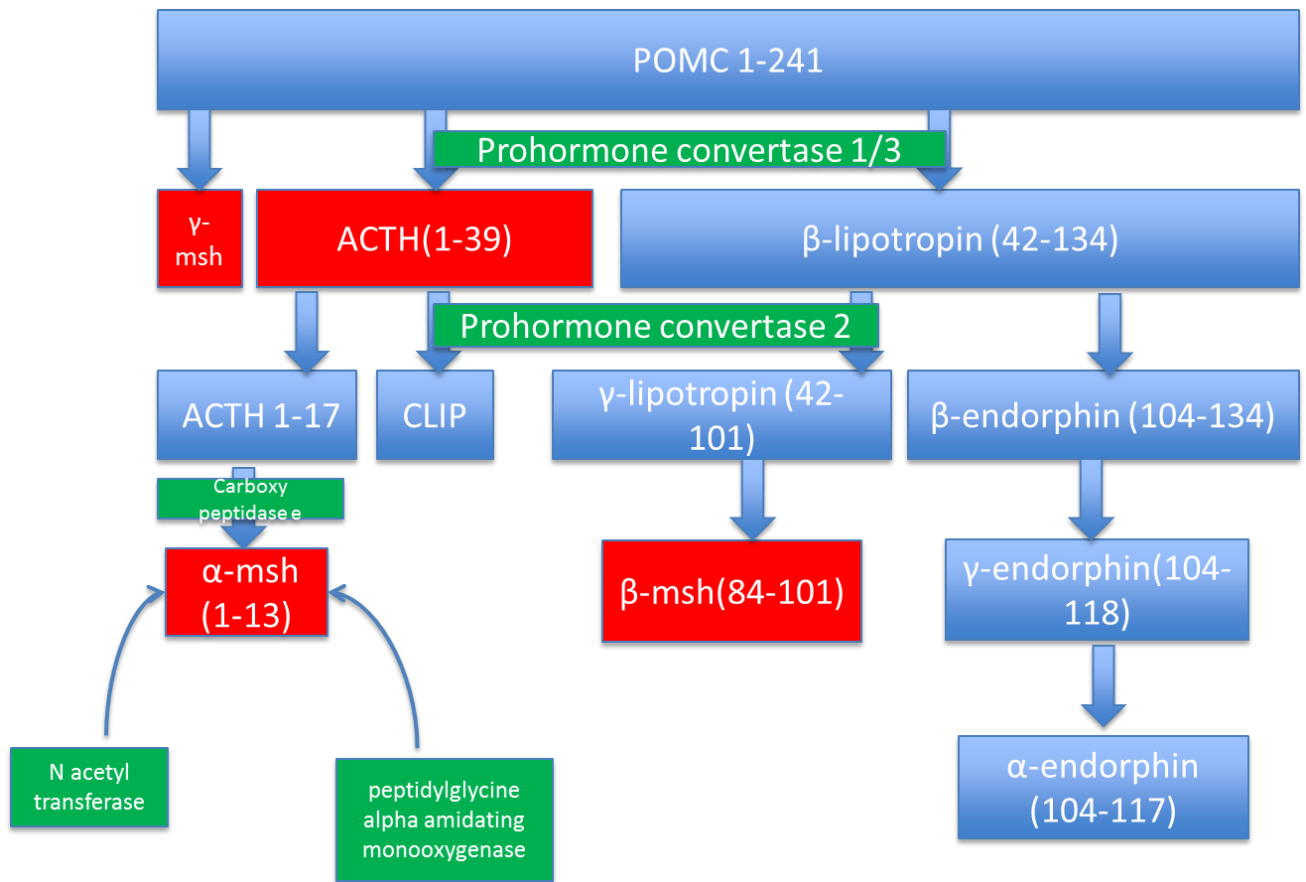 POMC 1-241
Prohormone convertase 1/3
γ-
msh
ACTH(1-39)
β-lipotropin (42-134)
Prohormone convertase 2
ACTH 1-17
CLIP
γ-lipotropin (42-
101)
β-endorphin (104-134)
Carboxy
peptidase e
α-msh
(1-13)
β-msh(84-101)
γ-endorphin(104-
118)
N acetyl
transferase
peptidylglycine
alpha amidating
monooxygenase
α-endorphin
(104-117)